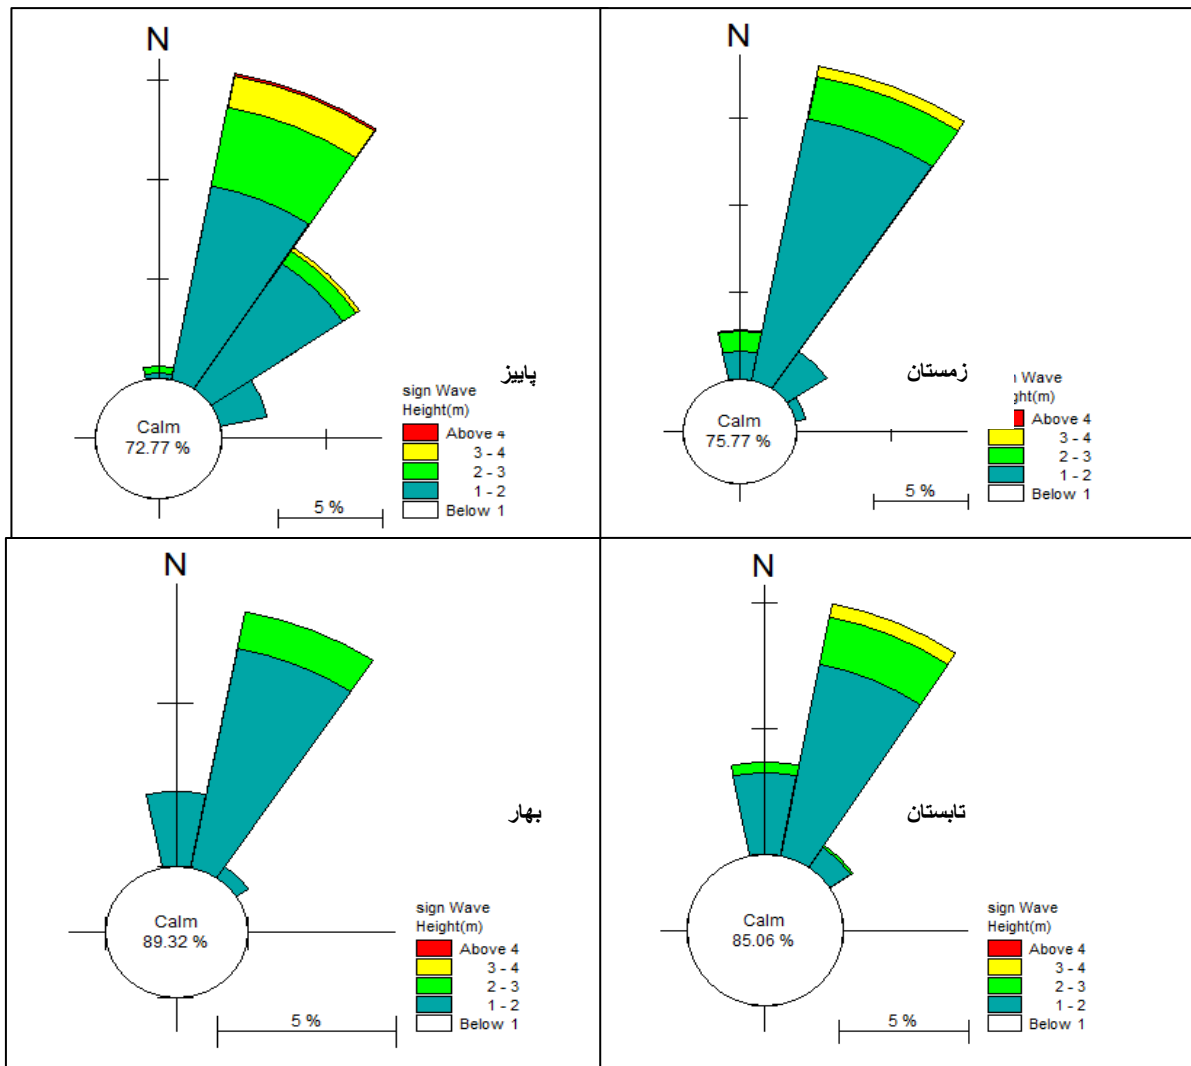 N
پاییز
Calm
72.77 %
sign Wave
Height(m)
Above 4
3 - 4
2 - 3
1 - 2
Below 1
5 %
N
زمستان
Calm
75.77 %
Wave
ht(m)
Above 4
3 - 4
2 - 3
1 - 2
Below 1
5 %
N
بهار
Calm
89.32 %
sign Wave
Height(m)
Above 4
3 - 4
2 - 3
1 - 2
Below 1
5 %
N
تابستان
Calm
85.06 %
sign Wave
Height(m)
Above 4
3 - 4
2 - 3
1 - 2
Below 1
5 %